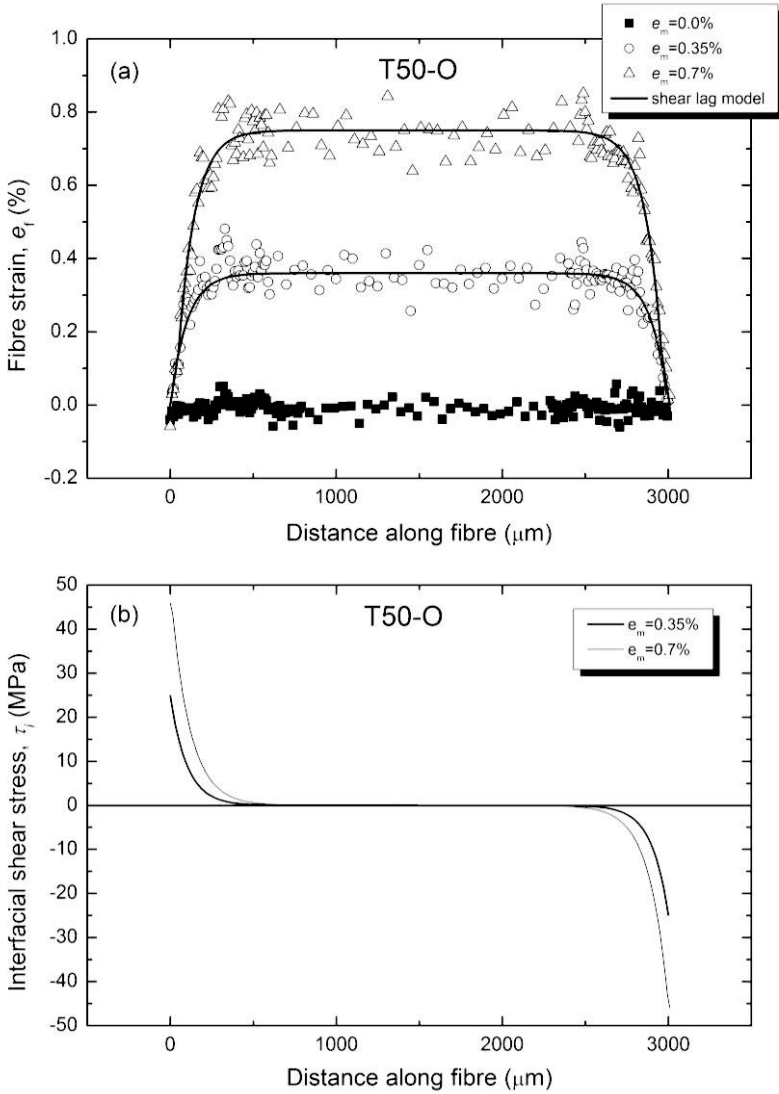 (a)
T50-O
e_m=0.0%
e_m=0.35%
e_m=0.7%
shear lag model
1.0
0.8
0.6
0.4
0.2
0.0
-0.2
Fibre strain, e_f (%)
0
1000
2000
3000
Distance along fibre (μm)
(b)
T50-O
e_m=0.35%
e_m=0.7%
50
40
30
20
10
0
-10
-20
-30
-40
-50
Interfacial shear stress, τ_i (MPa)
0
1000
2000
3000
Distance along fibre (μm)